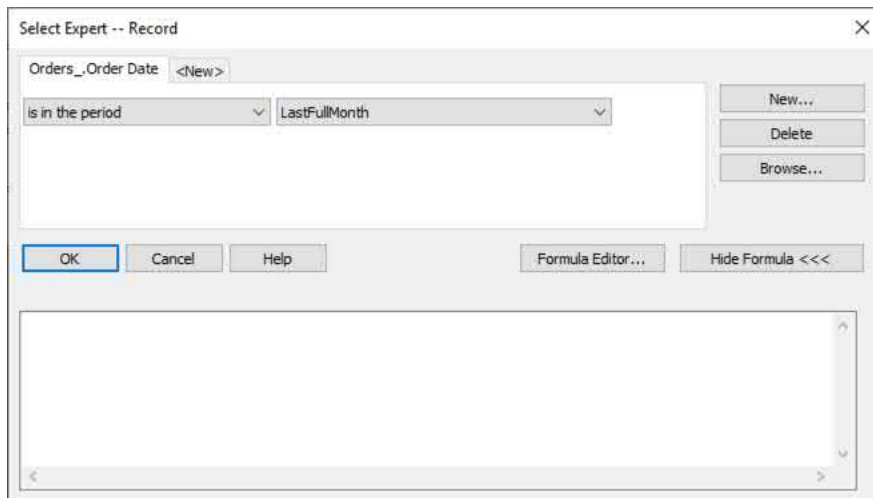 Select Expert -- Record
Orders_.Order Date <New>
is in the period LastFullMonth
New...
Delete
Browse...
OK Cancel Help Formula Editor... Hide Formula <<<